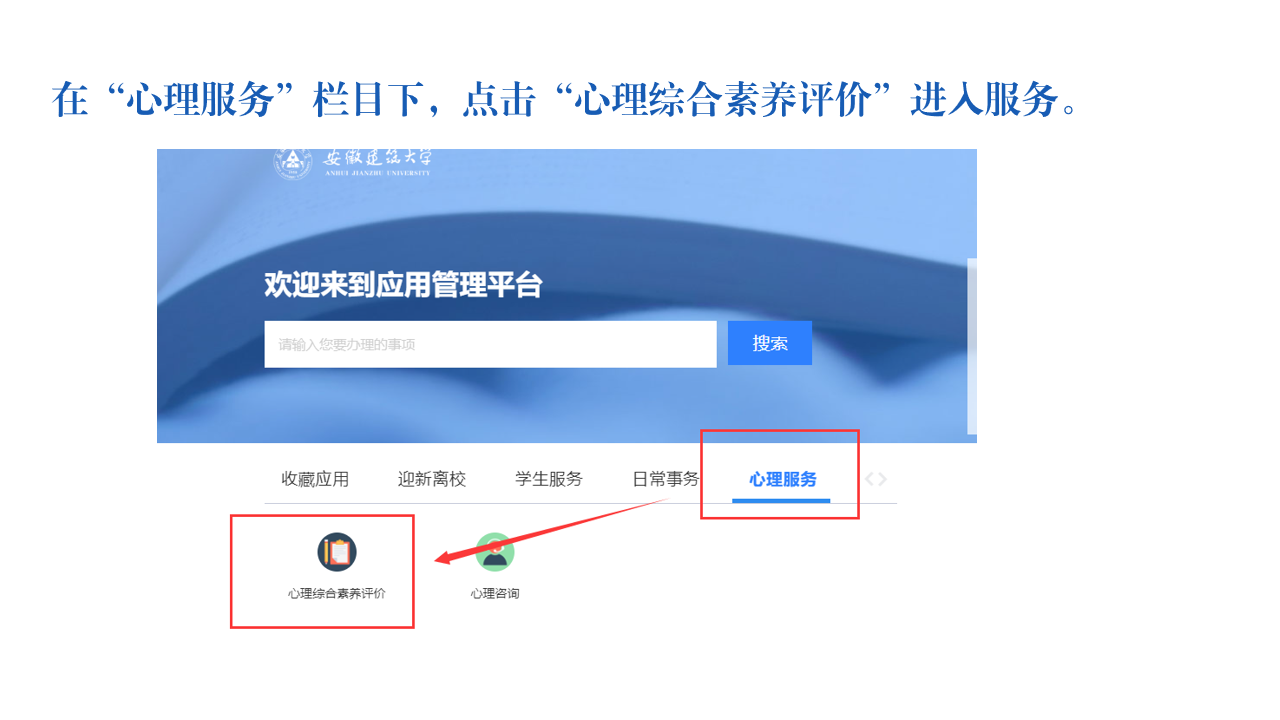 在“心理服务”栏目下，点击“心理综合素养评价”进入服务。
安徽建筑大学
ANHUI JIANZHU UNIVERSITY
欢迎来到应用管理平台
请输入您要办理的事项
搜索
收藏应用 迎新离校 学生服务 日常事务 心理服务
心理综合素养评价 心理咨询